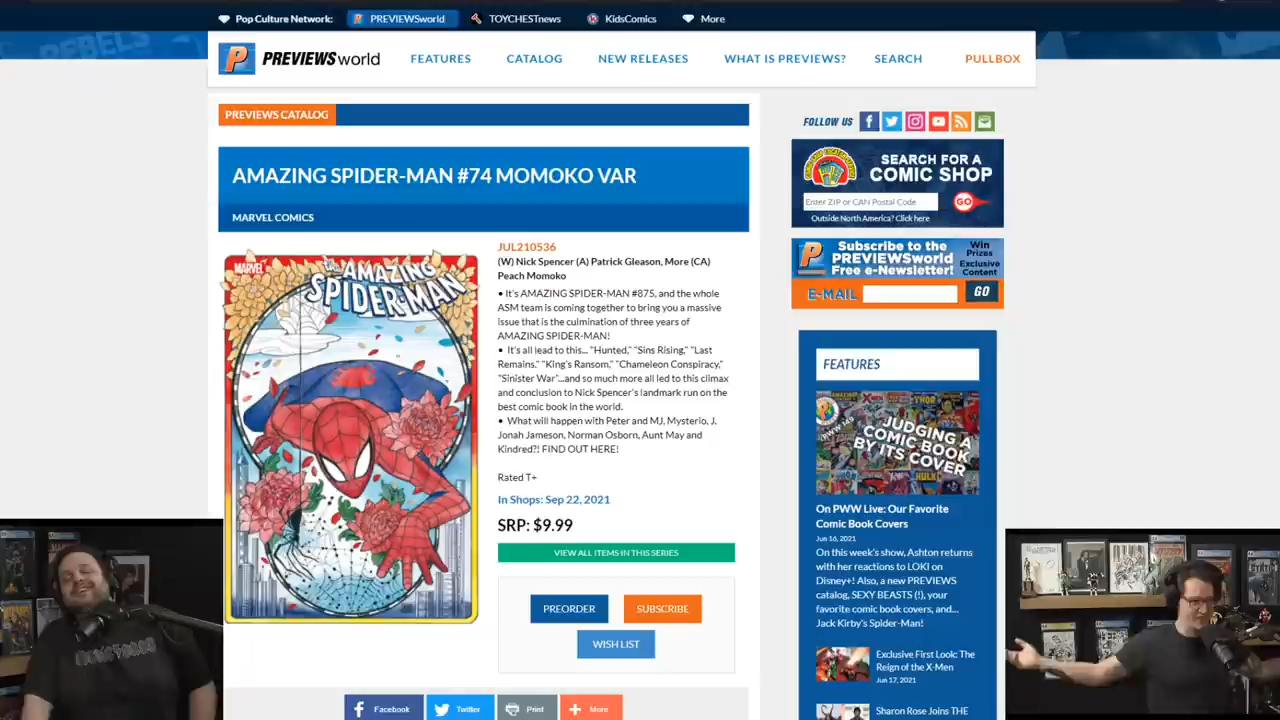 Pop Culture Network:
PREVIEWSworld
TOYCHESTnews
KidsComics
More
REBELS
P PREVIEWSworld
FEATURES
CATALOG
NEW RELEASES
WHAT IS PREVIEWS?
SEARCH
PULLBOX
PREVIEWS CATALOG
AMAZING SPIDER-MAN #74 MOMOKO VAR
MARVEL COMICS
MARVEL
THE AMAZING
SPIDER-MAN
JUL210536
(W) Nick Spencer (A) Patrick Gleason, More (CA)
Peach Momoko
• It's AMAZING SPIDER-MAN #875, and the whole
ASM team is coming together to bring you a massive
issue that is the culmination of three years of
AMAZING SPIDER-MAN!
• It's all lead to this... "Hunted," "Sins Rising," "Last
Remains," "King's Ransom," "Chameleon Conspiracy,"
"Sinister War"...and so much more all led to this climax
and conclusion to Nick Spencer's landmark run on the
best comic book in the world.
• What will happen with Peter and MJ, Mysterio, J.
Jonah Jameson, Norman Osborn, Aunt May and
Kindred?! FIND OUT HERE!
Rated T+
In Shops: Sep 22, 2021
SRP: $9.99
VIEW ALL ITEMS IN THIS SERIES
PREORDER
SUBSCRIBE
WISH LIST
Facebook
Twitter
Print
More
FOLLOW US
SEARCH FOR A
COMIC SHOP
Enter ZIP or CAN Postal Code
GO
Outside North America? Click here
Subscribe to the
PREVIEWSworld
Free e-Newsletter!
Win
Prizes
Exclusive
Content
E-MAIL
GO
FEATURES
PWW 149
THOR
HULK
JUDGING A
COMIC BOOK
BY ITS COVER
On PWW Live: Our Favorite
Comic Book Covers
Jun 16, 2021
On this week's show, Ashton returns
with her reactions to LOKI on
Disney+! Also, a new PREVIEWS
catalog, SEXY BEASTS (!), your
favorite comic book covers, and...
Jack Kirby's Spider-Man!
Exclusive First Look: The
Reign of the X-Men
Jun 17, 2021
Sharon Rose Joins THE